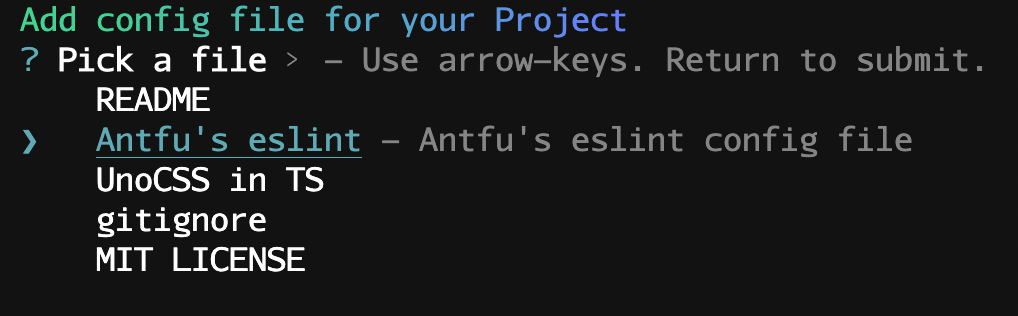 Add config file for your Project
? Pick a file › – Use arrow–keys. Return to submit.
README
❯ Antfu's eslint – Antfu's eslint config file
UnoCSS in TS
gitignore
MIT LICENSE